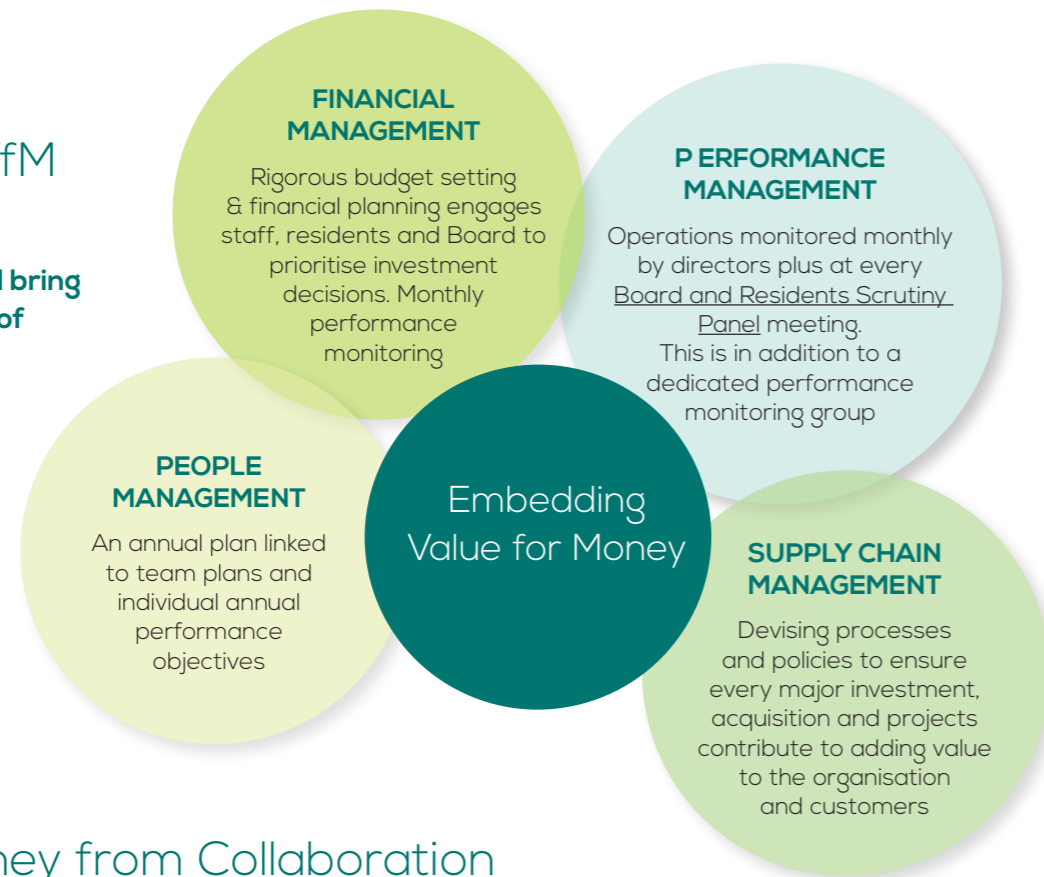 fM
l bring
of
FINANCIAL
MANAGEMENT
Rigorous budget setting
& financial planning engages
staff, residents and Board to
prioritise investment
decisions. Monthly
performance
monitoring
P ERFORMANCE
MANAGEMENT
Operations monitored monthly
by directors plus at every
Board and Residents Scrutiny
Panel meeting.
This is in addition to a
dedicated performance
monitoring group
PEOPLE
MANAGEMENT
An annual plan linked
to team plans and
individual annual
performance
objectives
Embedding
Value for Money
SUPPLY CHAIN
MANAGEMENT
Devising processes
and policies to ensure
every major investment,
acquisition and projects
contribute to adding value
to the organisation
and customers
ney from Collaboration